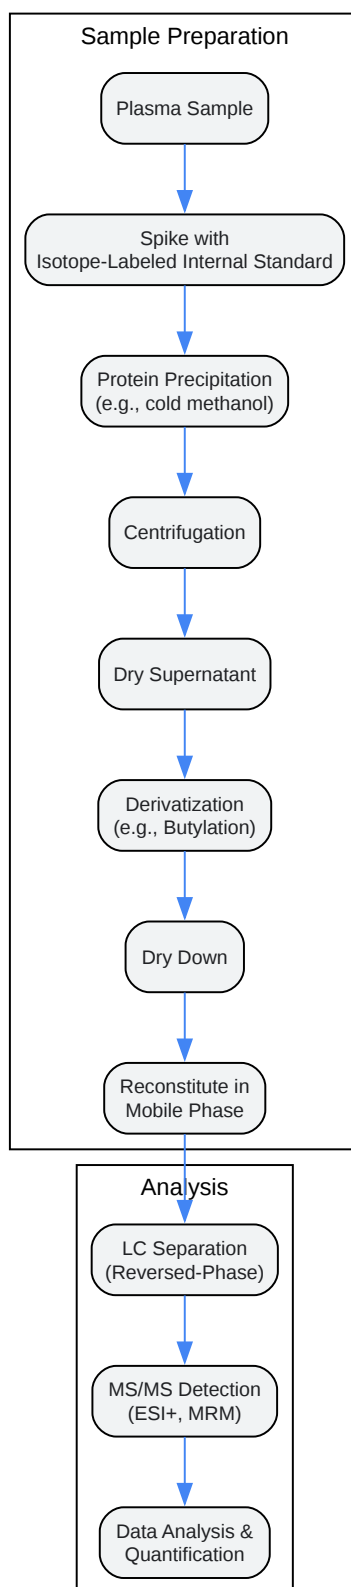 Sample Preparation
Plasma Sample
Spike with
Isotope-Labeled Internal Standard
Protein Precipitation
(e.g., cold methanol)
Centrifugation
Dry Supernatant
Derivatization
(e.g., Butylation)
Dry Down
Reconstitute in
Mobile Phase
Analysis
LC Separation
(Reversed-Phase)
MS/MS Detection
(ESI+, MRM)
Data Analysis &
Quantification